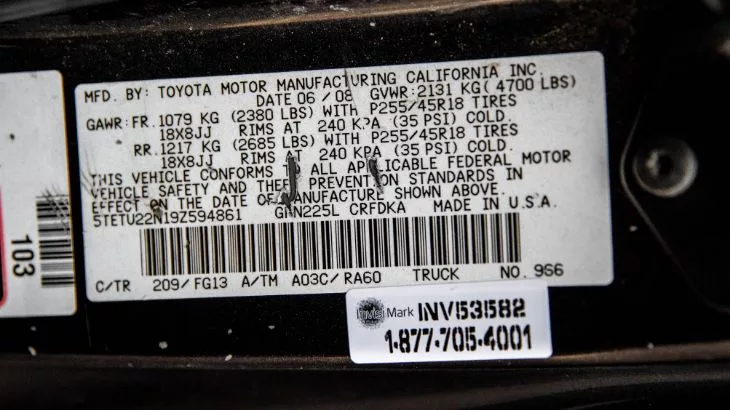 MFD. BY: TOYOTA MOTOR MANUFACTURING CALIFORNIA INC.
DATE 06 / 08 GVWR: 2131 KG (4700 LBS)
GAWR: FR. 1079 KG (2380 LBS) WITH P255/45R18 TIRES
18X8JJ RIMS AT 240 KPA (35 PSI) COLD.
RR. 1217 KG (2685 LBS) WITH P255/45R18 TIRES
18X8JJ RIMS AT 240 KPA (35 PSI) COLD.
THIS VEHICLE CONFORMS TO ALL APPLICABLE FEDERAL MOTOR
VEHICLE SAFETY AND THEFT PREVENTION STANDARDS IN
EFFECT ON THE DATE OF MANUFACTURE SHOWN ABOVE.
5TETU22N19Z594861 GNN225L CRFDKA MADE IN U.S.A.
C/TR 209/FG13 A/TM A03C/RA60 TRUCK NO. 9S6
103
InVisi Mark INV53582
1-877-705-4001